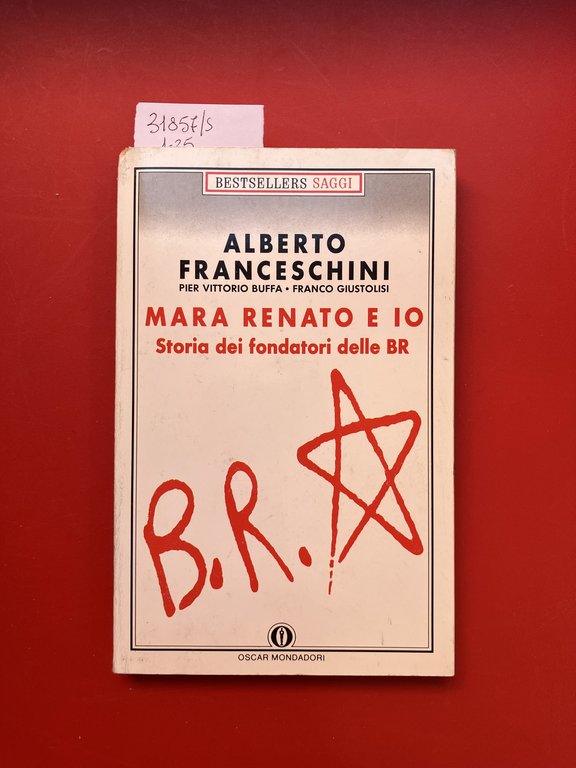 31857/s
BESTSELLERS SAGGI
ALBERTO
FRANCESCHINI
PIER VITTORIO BUFFA • FRANCO GIUSTOLISI
MARA RENATO E IO
Storia dei fondatori delle BR
B.R.
OSCAR MONDADORI